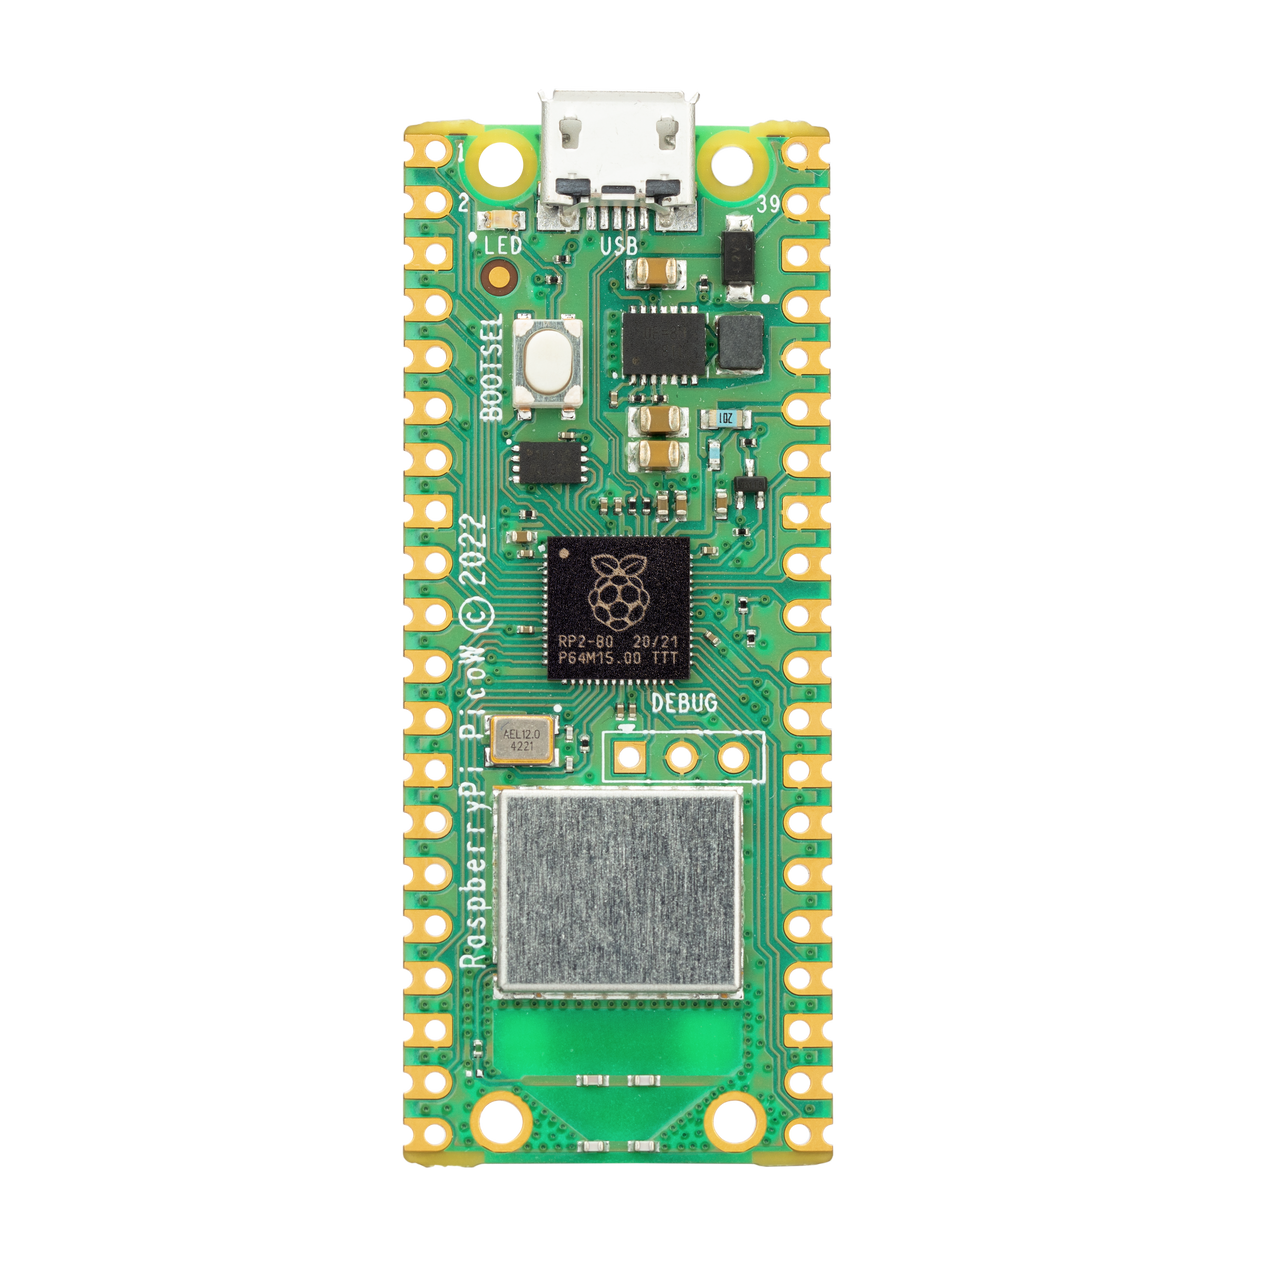 1
2
39
LED
USB
BOOTSEL
201
RP2-B0 20/21
P64M15.00 TTT
DEBUG
AEL12.0
4221
RaspberryPi PicoW © 2022